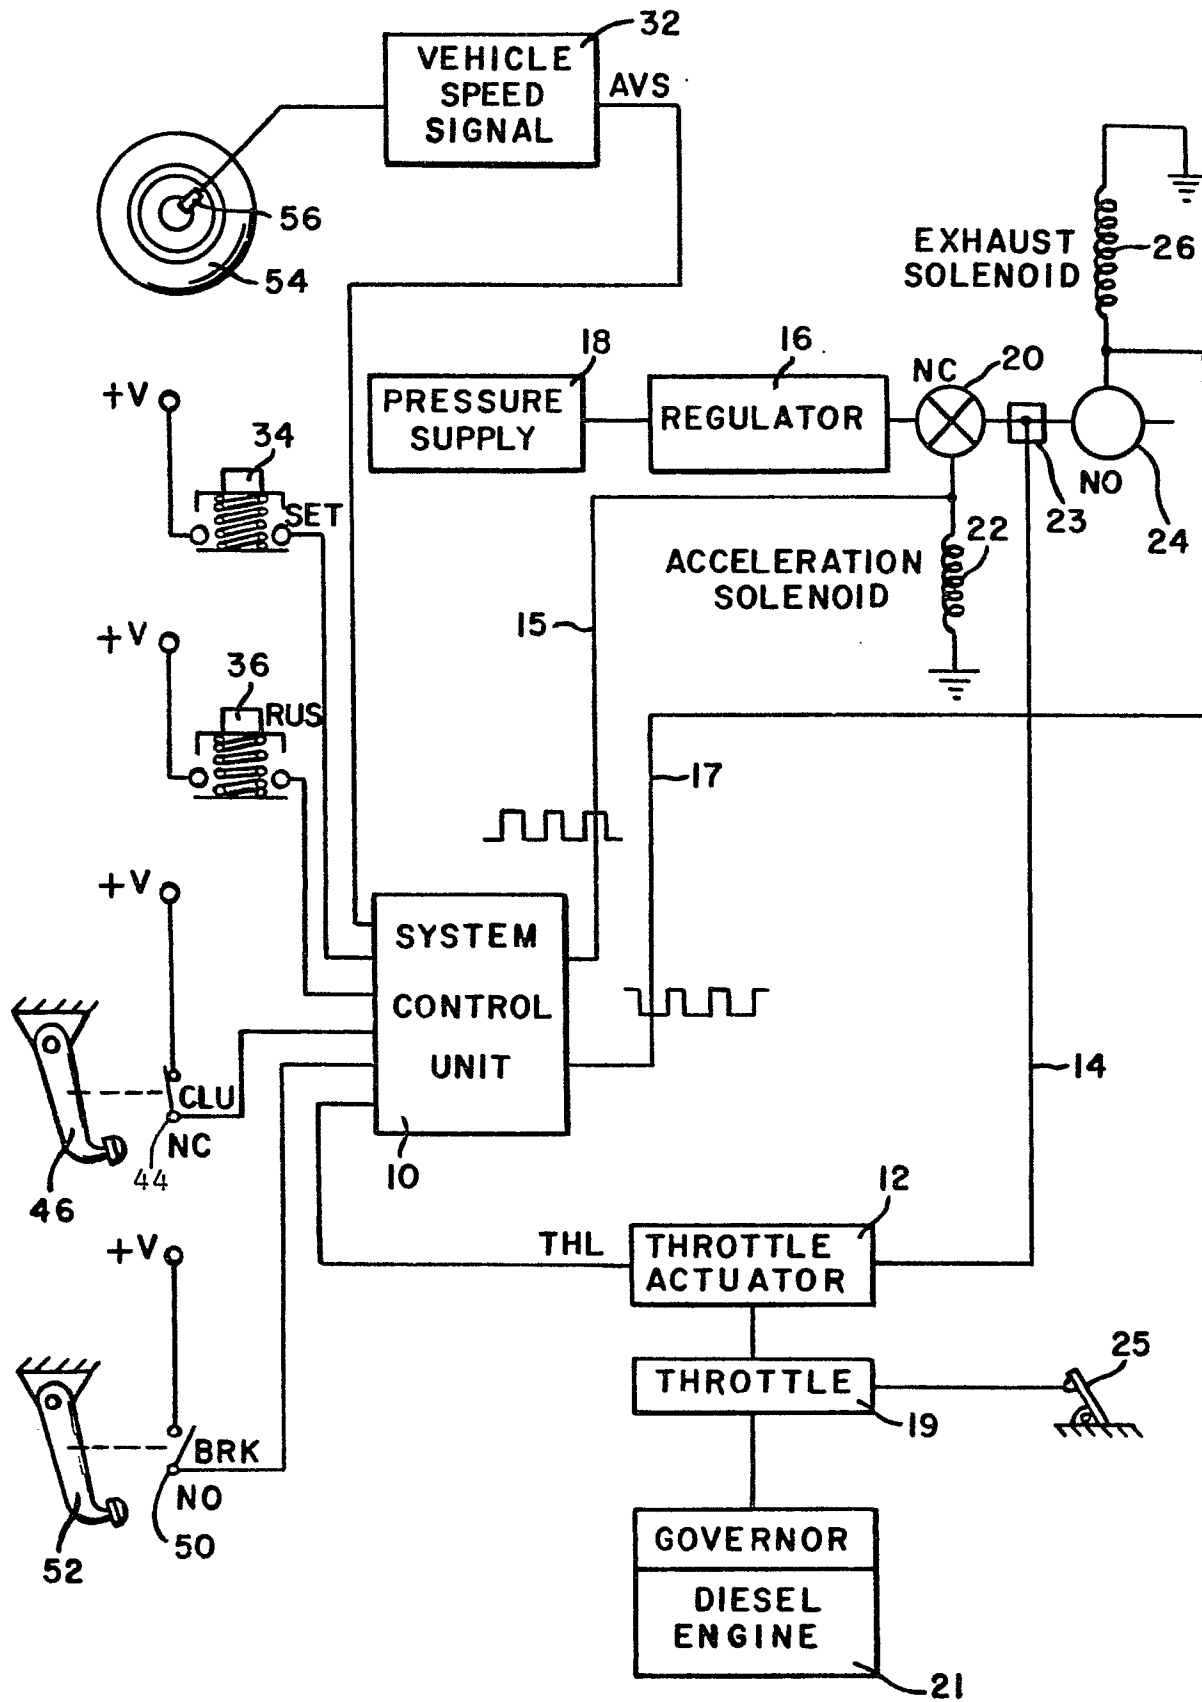 32
VEHICLE
SPEED
SIGNAL
AVS
56
54
EXHAUST
SOLENOID
26
18
16
NC
20
+V
PRESSURE
SUPPLY
REGULATOR
34
SET
NO
23
24
22
ACCELERATION
SOLENOID
15
+V
36
RUS
17
+V
SYSTEM
CONTROL
UNIT
14
CLU
NC
44
46
10
12
+V
THL
THROTTLE
ACTUATOR
25
THROTTLE
19
BRK
NO
50
52
GOVERNOR
DIESEL
ENGINE
21